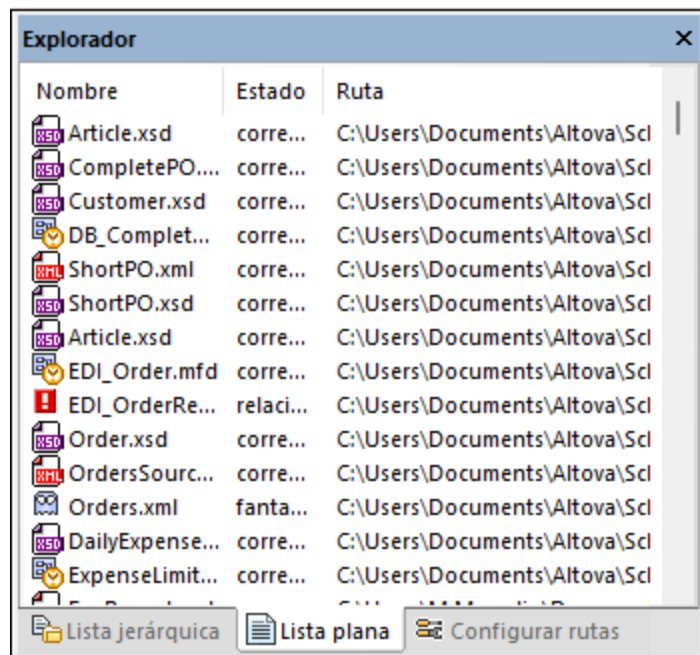 Explorador
Nombre Estado Ruta
Article.xsd corre... C:\Users\Documents\Altova\Scl
CompletePO.... corre... C:\Users\Documents\Altova\Scl
Customer.xsd corre... C:\Users\Documents\Altova\Scl
DB_Complet... corre... C:\Users\Documents\Altova\Scl
ShortPO.xml corre... C:\Users\Documents\Altova\Scl
ShortPO.xsd corre... C:\Users\Documents\Altova\Scl
Article.xsd corre... C:\Users\Documents\Altova\Scl
EDI_Order.mfd corre... C:\Users\Documents\Altova\Scl
EDI_OrderRe... relaci... C:\Users\Documents\Altova\Scl
Order.xsd corre... C:\Users\Documents\Altova\Scl
OrdersSourc... corre... C:\Users\Documents\Altova\Scl
Orders.xml fanta... C:\Users\Documents\Altova\Scl
DailyExpense... corre... C:\Users\Documents\Altova\Scl
ExpenseLimit... corre... C:\Users\Documents\Altova\Scl
Lista jerárquica Lista plana Configurar rutas